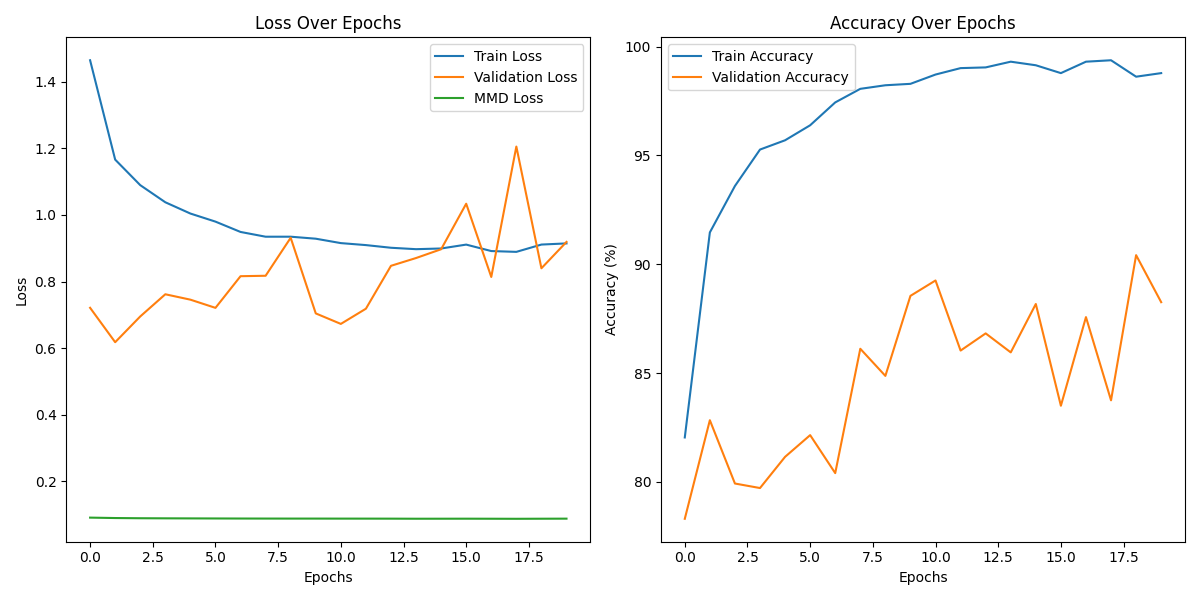 Loss Over Epochs
Train Loss
Validation Loss
MMD Loss
1.4
1.2
1.0
0.8
0.6
0.4
0.2
Loss
0.0 2.5 5.0 7.5 10.0 12.5 15.0 17.5
Epochs
Accuracy Over Epochs
Train Accuracy
Validation Accuracy
100
95
90
85
80
Accuracy (%)
0.0 2.5 5.0 7.5 10.0 12.5 15.0 17.5
Epochs